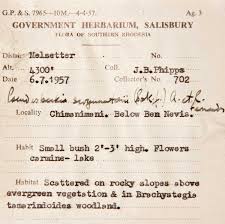 G.P.& S. 7965—10M.—4-4-57. Ag. 3
GOVERNMENT HERBARIUM, SALISBURY
FLORA OF SOUTHERN RHODESIA
District Melsetter
Alt. 4300' Coll. J.B.Phipps
Date 6.7.1957 Collector's No. 702
Locality Chimanimani. Below Ben Nevis.
Habit Small bush 2'-3' high. Flowers
carmine-lake
Habitat Scattered on rocky slopes above
evergreen vegetation & in Brachystegia
tamarindoides woodland.